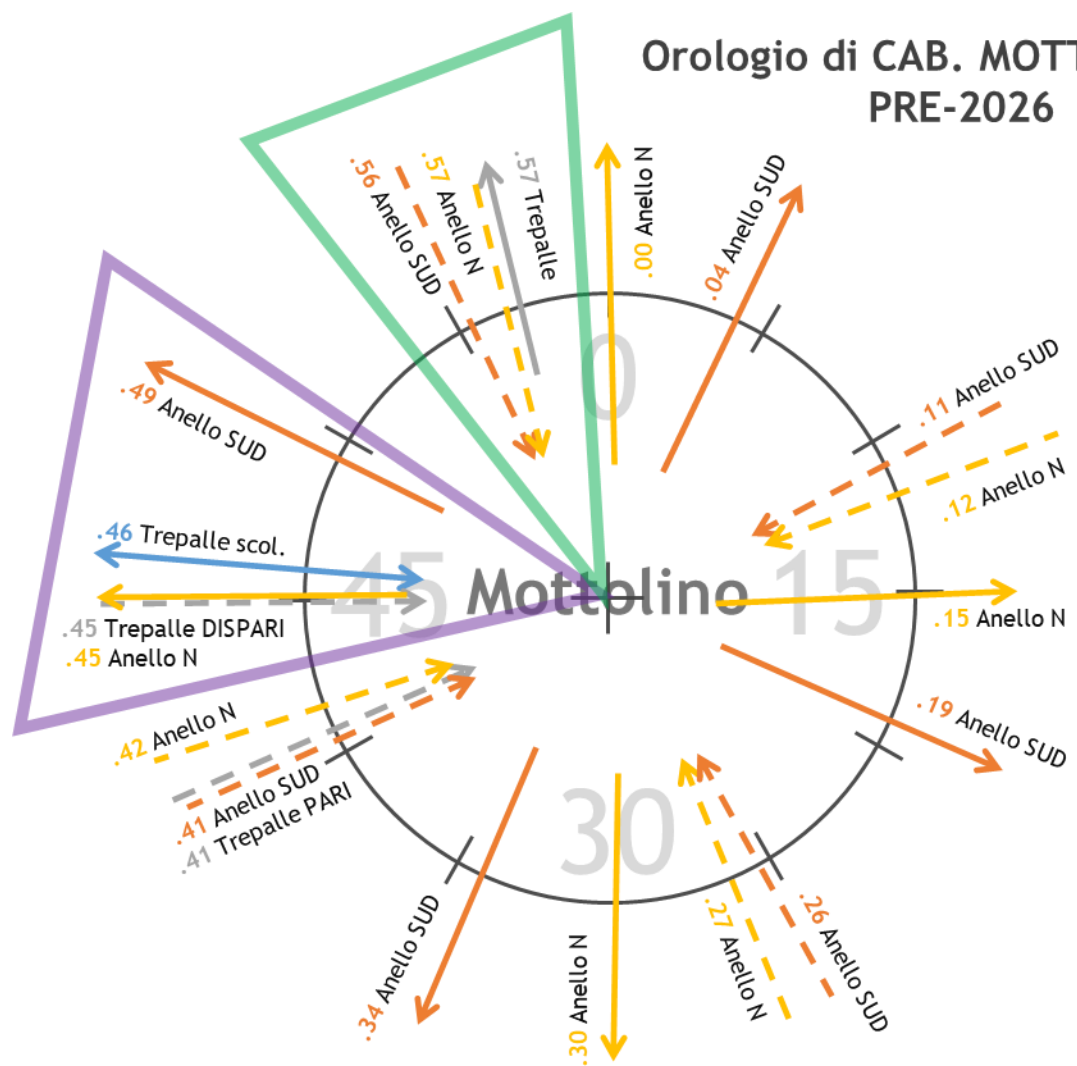 Orologio di CAB. MOTT
PRE-2026
.56 Anello SUD
.57 Anello N
.57 Trepalle
.00 Anello N
.04 Anello SUD
.11 Anello SUD
.12 Anello N
.15 Anello N
.19 Anello SUD
.26 Anello SUD
.27 Anello N
.30 Anello N
.34 Anello SUD
.41 Anello SUD
.41 Trepalle PARI
.42 Anello N
.45 Trepalle DISPARI
.45 Anello N
.46 Trepalle scol.
.49 Anello SUD
0
15
30
45
Mottolino